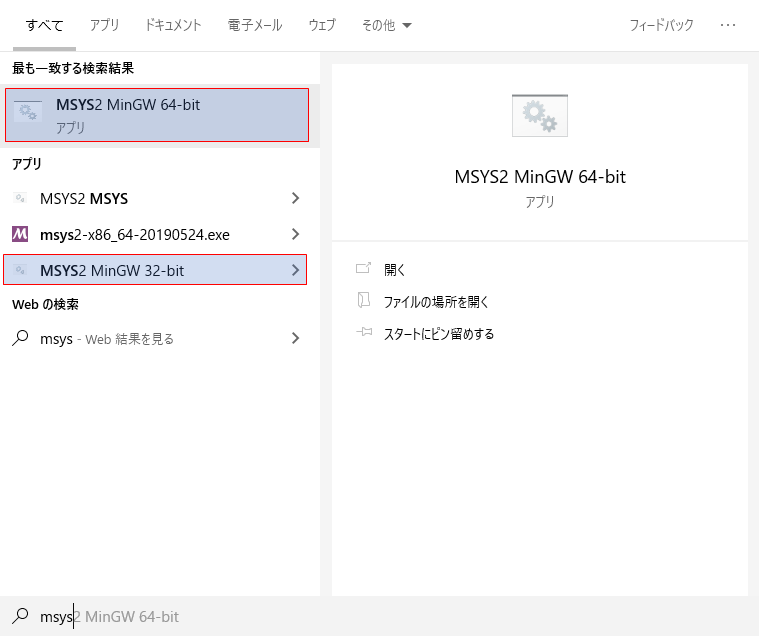 すべて アプリ ドキュメント 電子メール ウェブ その他 フィードバック ···
最も一致する検索結果
MSYS2 MinGW 64-bit
アプリ
アプリ
MSYS2 MSYS
msys2-x86_64-20190524.exe
MSYS2 MinGW 32-bit
Web の検索
msys - Web 結果を見る
MSYS2 MinGW 64-bit
アプリ
開く
ファイルの場所を開く
スタートにピン留めする
msys2 MinGW 64-bit